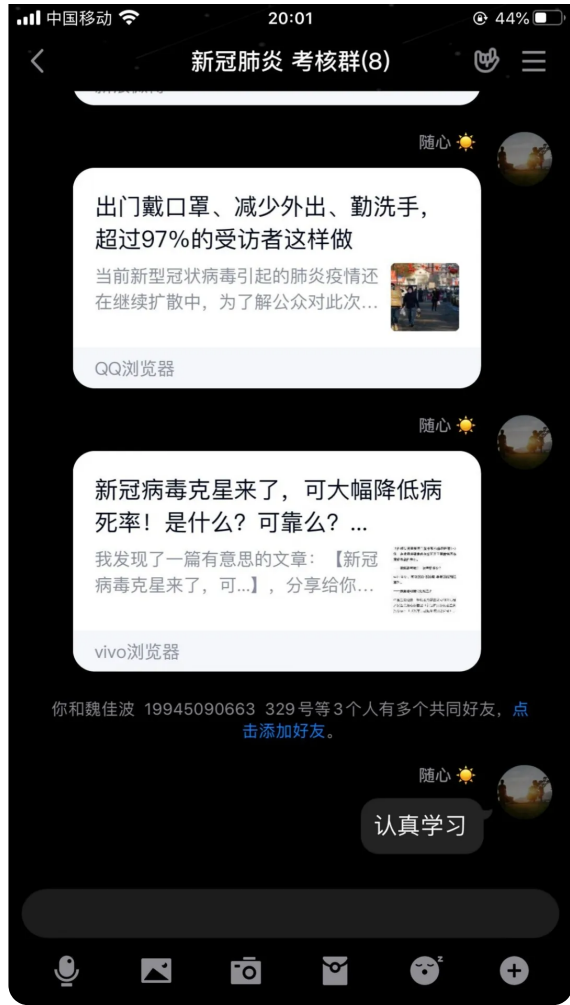 中国移动
20:01
44%
新冠肺炎 考核群(8)
随心
出门戴口罩、减少外出、勤洗手，
超过97%的受访者这样做
当前新型冠状病毒引起的肺炎疫情还
在继续扩散中，为了解公众对此次...
QQ浏览器
随心
新冠病毒克星来了，可大幅降低病
死率！是什么？可靠么？...
我发现了一篇有意思的文章：【新冠
病毒克星来了，可...】，分享给你...
vivo浏览器
你和魏佳波 19945090663 329号等3个人有多个共同好友，点
击添加好友。
随心
认真学习